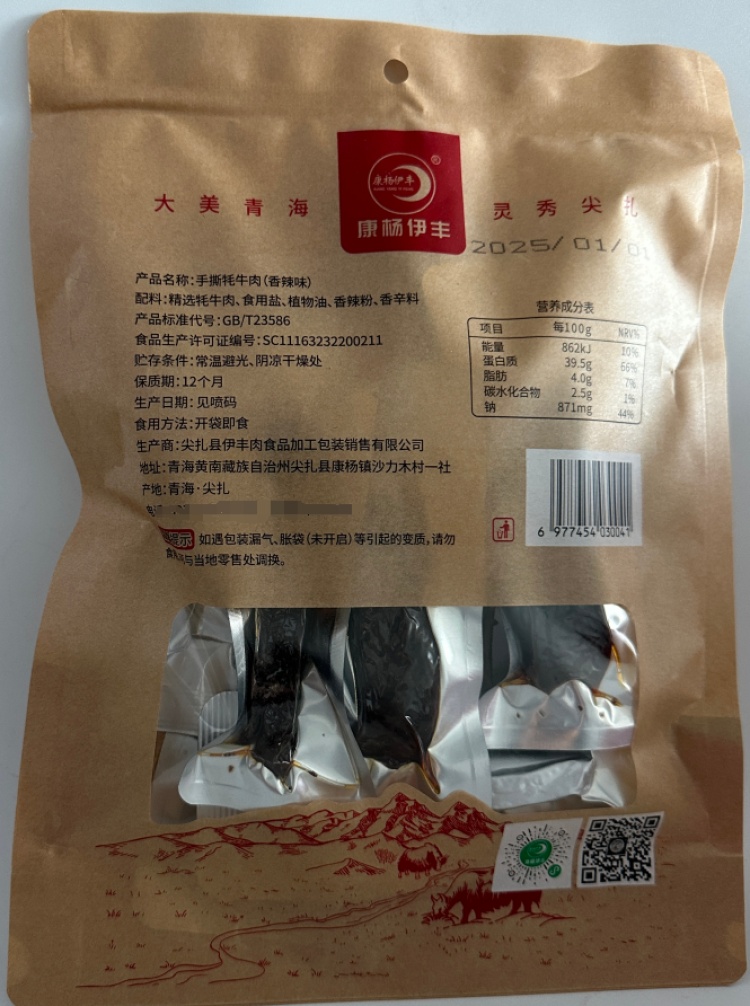 康杨伊丰
®
大美青海
康杨伊丰
灵秀尖扎
2025/01/01
产品名称:手撕牦牛肉(香辣味)
配料:精选牦牛肉、食用盐、植物油、香辣粉、香辛料
产品标准代号:GB/T23586
食品生产许可证编号:SC11163232200211
贮存条件:常温避光、阴凉干燥处
保质期:12个月
生产日期:见喷码
食用方法:开袋即食
生产商:尖扎县伊丰肉食品加工包装销售有限公司
地址:青海黄南藏族自治州尖扎县康杨镇沙力木村一社
产地:青海·尖扎
提示 如遇包装漏气、胀袋(未开启)等引起的变质,请勿
食用并与当地零售处调换。
营养成分表
项目 每100g NRV%
能量 862kJ 10%
蛋白质 39.5g 66%
脂肪 4.0g 7%
碳水化合物 2.5g 1%
钠 871mg 44%
6 977454 030041